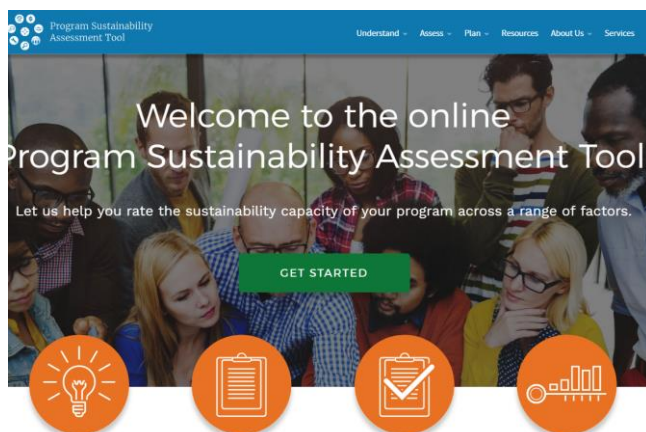 Program Sustainability
Assessment Tool
Understand Assess Plan Resources About Us Services
Welcome to the online
Program Sustainability Assessment Tool
Let us help you rate the sustainability capacity of your program across a range of factors.
GET STARTED